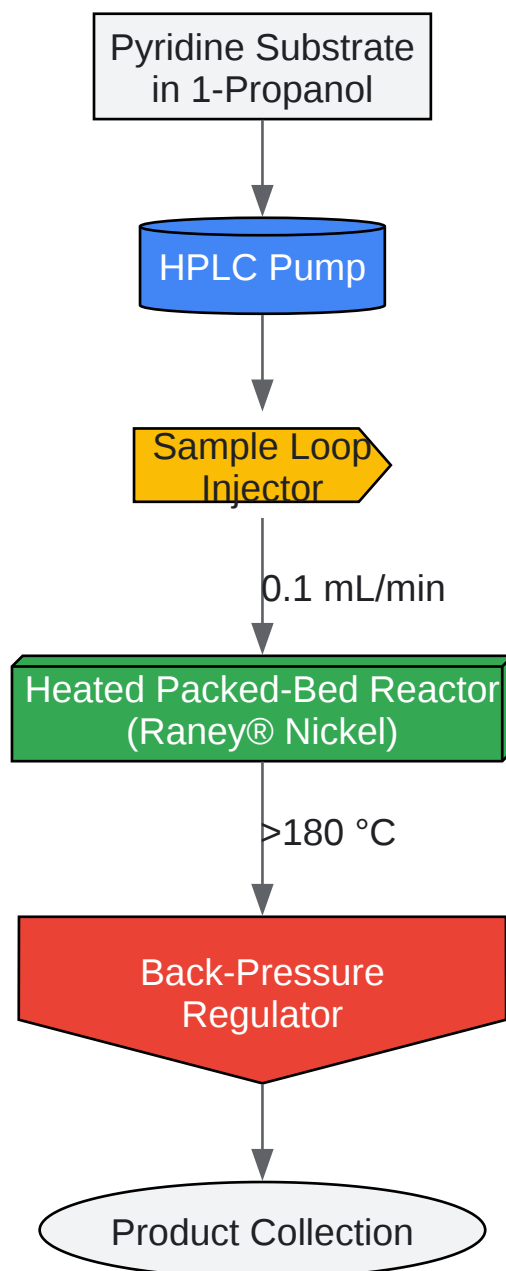 Pyridine Substrate
in 1-Propanol
HPLC Pump
Sample Loop
Injector
0.1 mL/min
Heated Packed-Bed Reactor
(Raney® Nickel)
>180 °C
Back-Pressure
Regulator
Product Collection